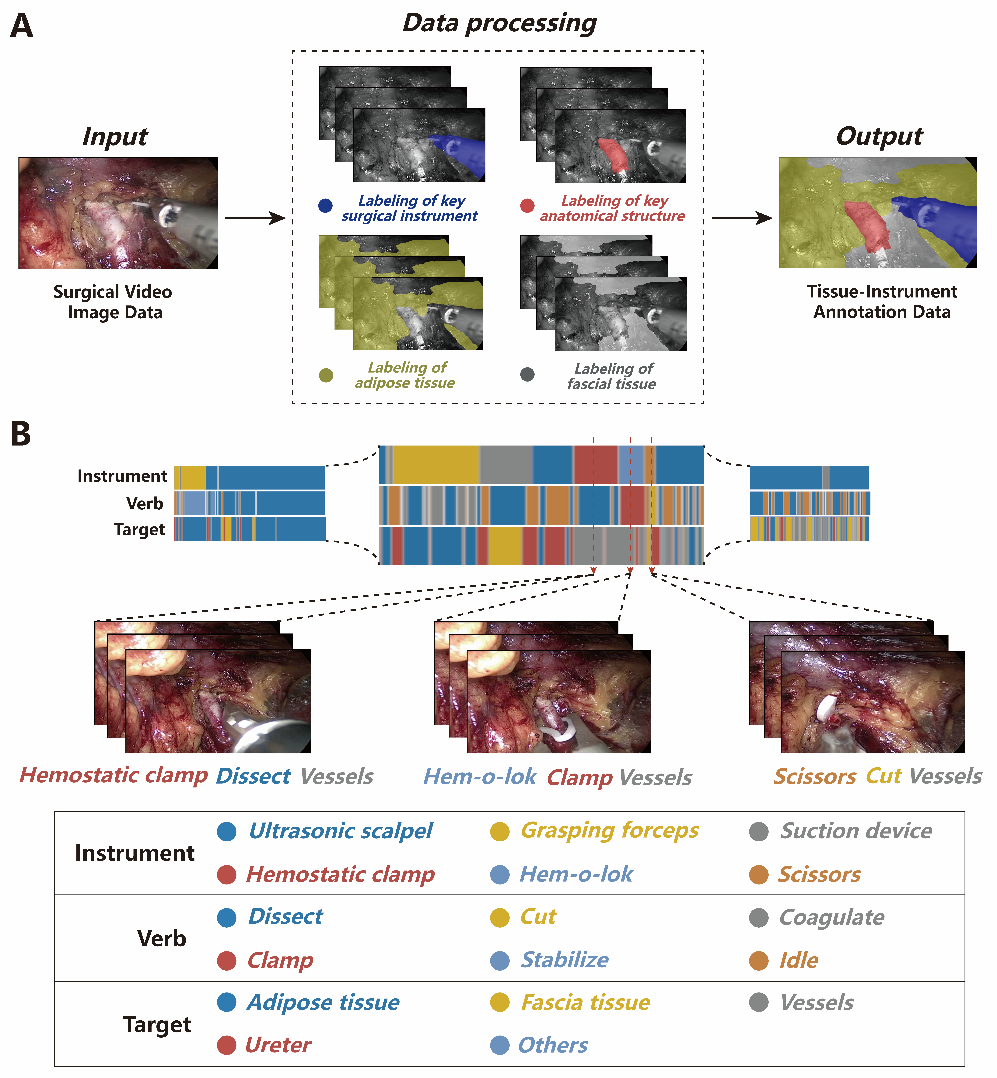 A
Data processing
Input
Output
Labeling of key
surgical instrument
Labeling of key
anatomical structure
Surgical Video
Image Data
Tissue-Instrument
Annotation Data
Labeling of
adipose tissue
Labeling of
fascial tissue
B
Instrument
Verb
Target
Hemostatic clamp Dissect Vessels
Hem-o-lok Clamp Vessels
Scissors Cut Vessels
Instrument
Ultrasonic scalpel
Grasping forceps
Suction device
Hemostatic clamp
Hem-o-lok
Scissors
Verb
Dissect
Cut
Coagulate
Clamp
Stabilize
Idle
Target
Adipose tissue
Fascia tissue
Vessels
Ureter
Others